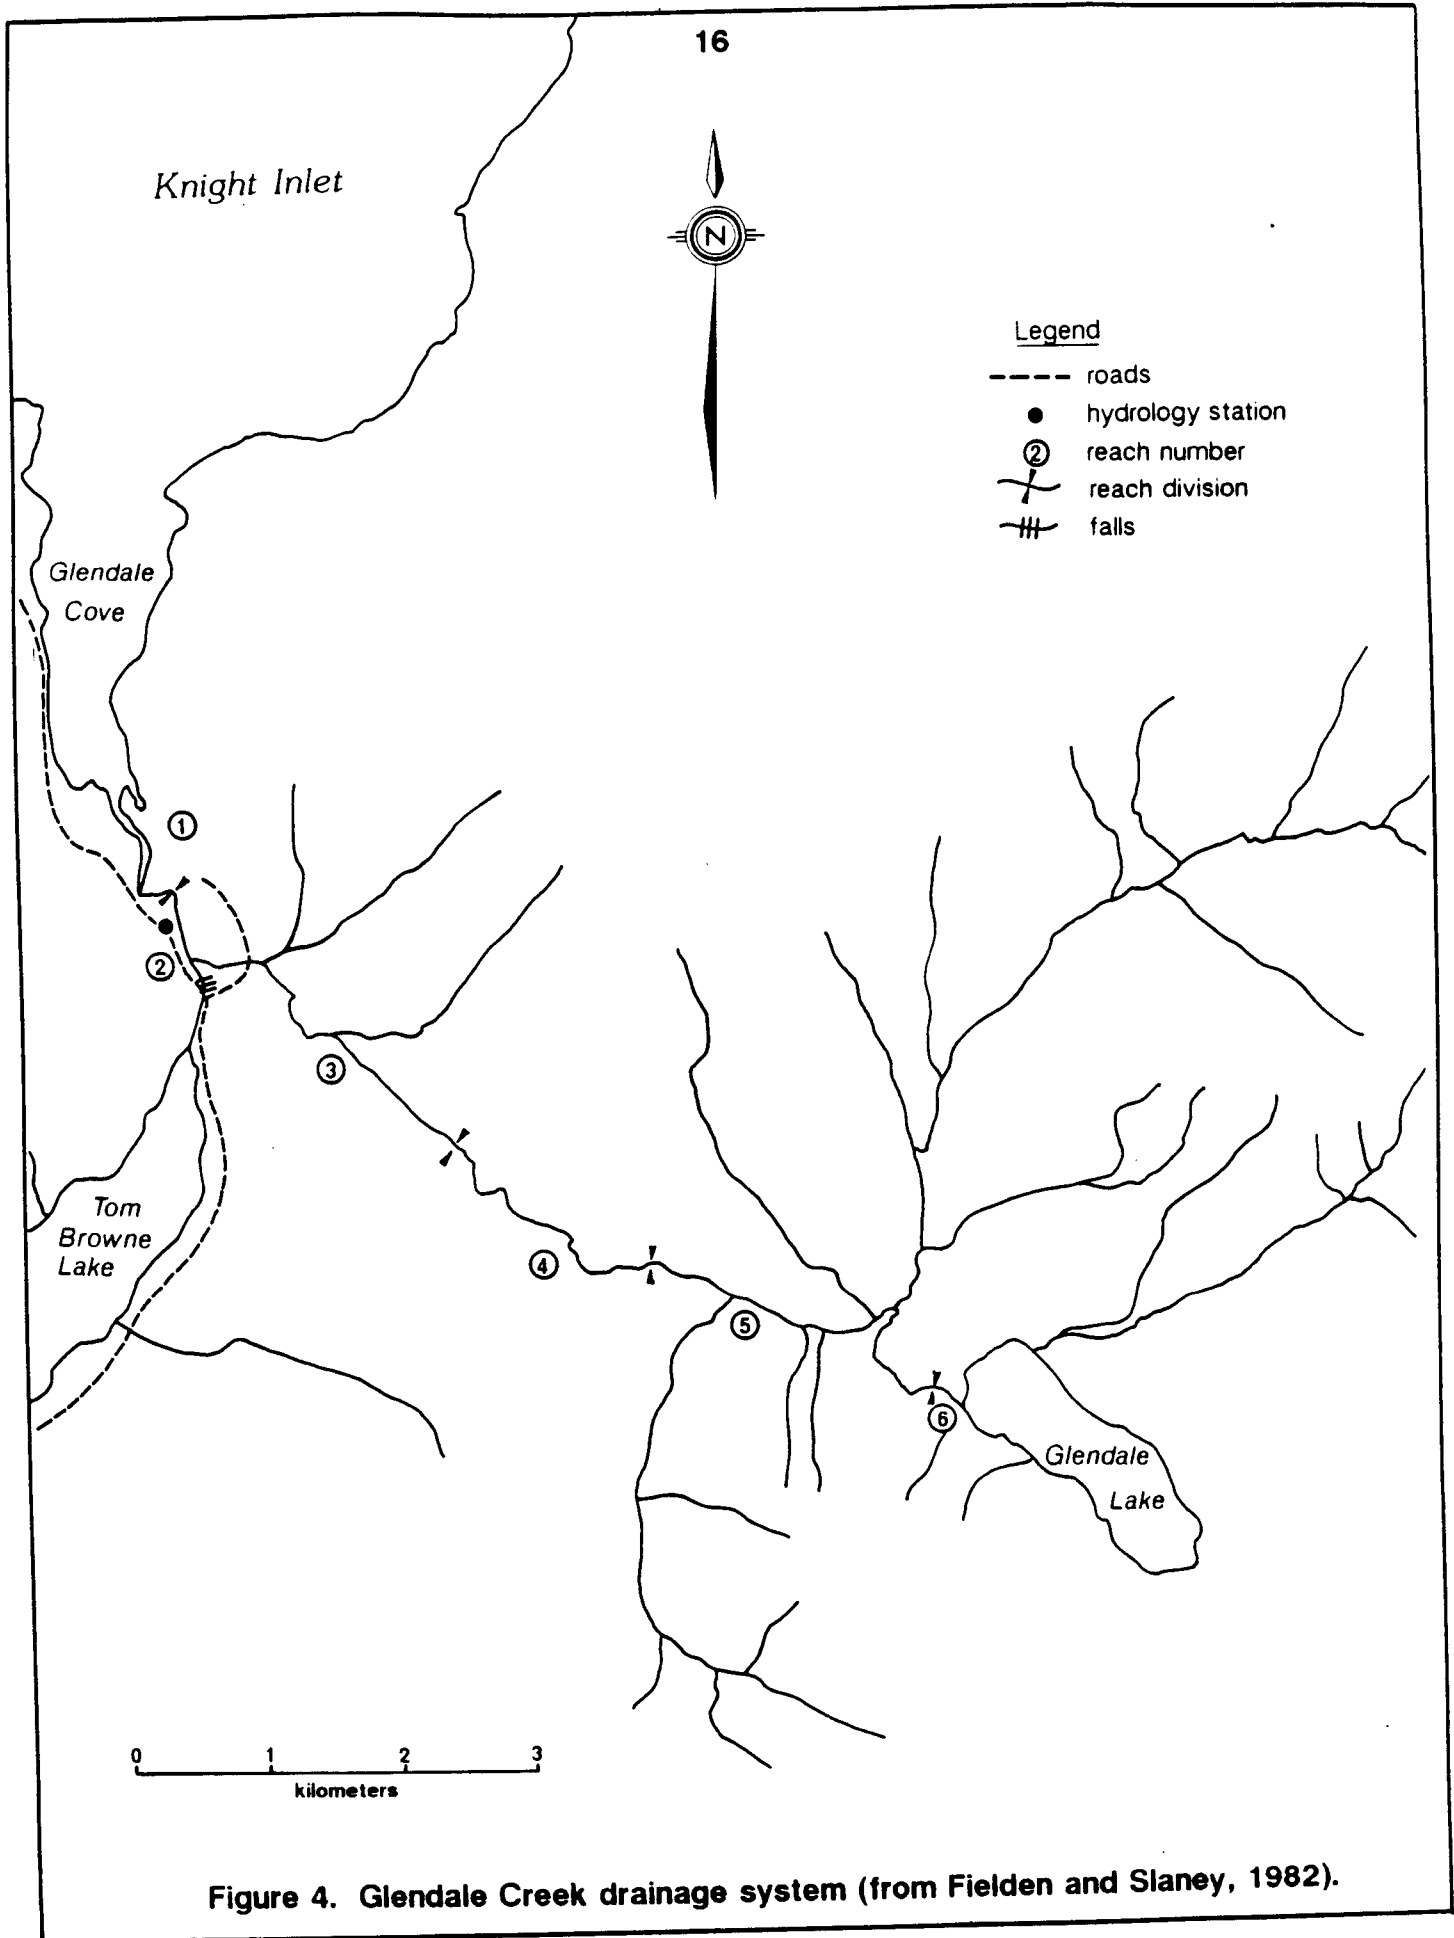 16
Knight Inlet
N
Legend
roads
hydrology station
2 reach number
reach division
falls
Glendale
Cove
1
2
3
Tom
Browne
Lake
4
5
6
Glendale
Lake
0 1 2 3
kilometers
Figure 4. Glendale Creek drainage system (from Fielden and Slaney, 1982).